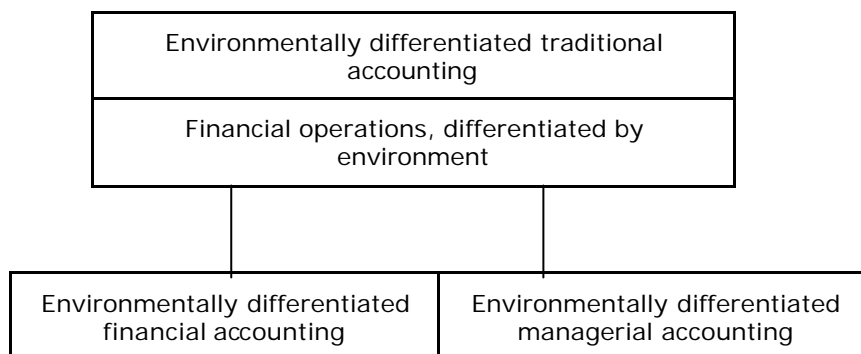 Environmentally differentiated traditional
accounting
Financial operations, differentiated by
environment
Environmentally differentiated
financial accounting
Environmentally differentiated
managerial accounting